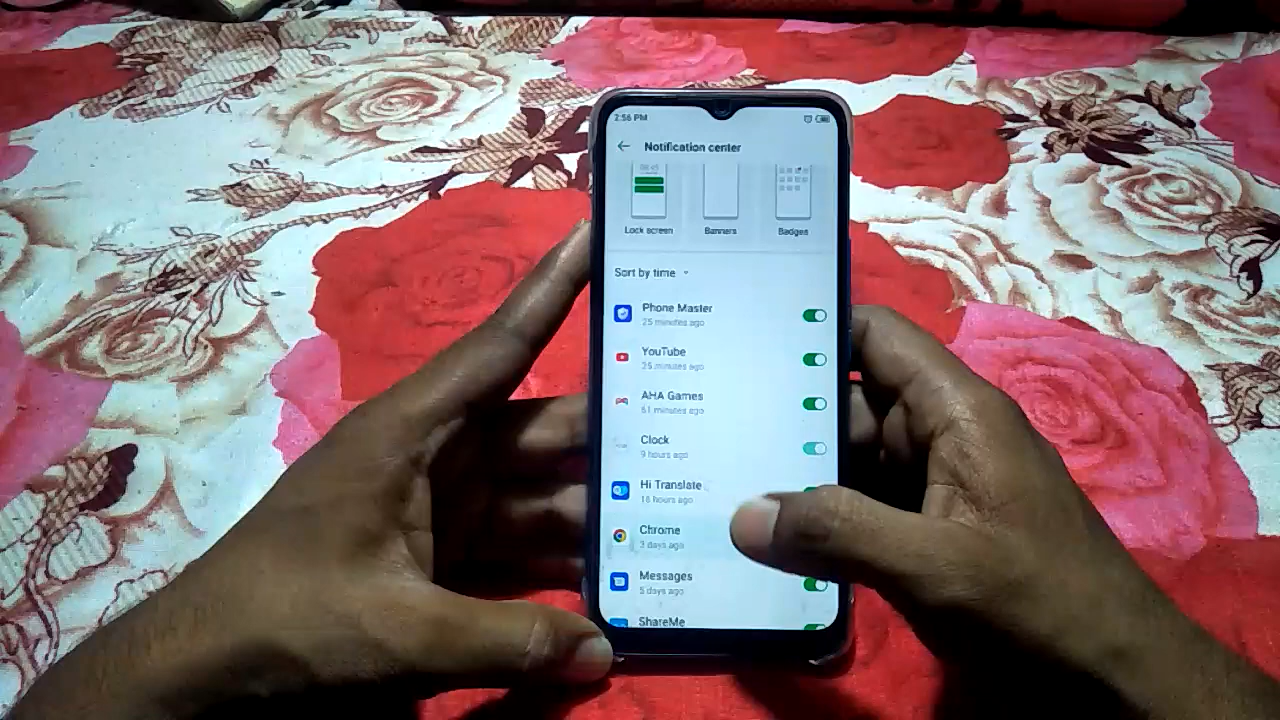 2:56 PM
Notification center
08:45
Lock screen
Banners
Badges
Sort by time
Phone Master
25 minutes ago
YouTube
25 minutes ago
AHA Games
61 minutes ago
Clock
9 hours ago
Hi Translate
16 hours ago
Chrome
3 days ago
Messages
5 days ago
ShareMe